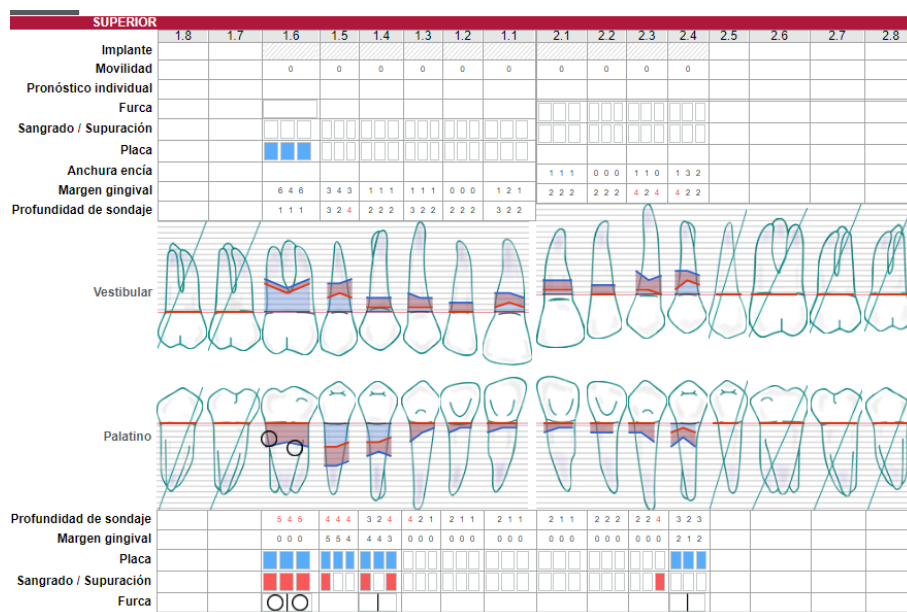 SUPERIOR
1.8 1.7 1.6 1.5 1.4 1.3 1.2 1.1 2.1 2.2 2.3 2.4 2.5 2.6 2.7 2.8
Implante
Movilidad 0 0 0 0 0 0 0 0 0 0
Pronóstico individual
Furca
Sangrado / Supuración
Placa
Anchura encía 1 1 1 0 0 0 1 1 0 1 3 2
Margen gingival 6 4 6 3 4 3 1 1 1 1 1 1 0 0 0 1 2 1 2 2 2 2 2 2 4 2 4 4 2 2
Profundidad de sondaje 1 1 1 3 2 4 2 2 2 3 2 2 2 2 2 3 2 2
Vestibular
Palatino
Profundidad de sondaje 5 4 5 4 4 4 3 2 4 4 2 1 2 1 1 2 1 1 2 1 1 2 2 2 2 2 4 3 2 3
Margen gingival 0 0 0 5 5 4 4 4 3 0 0 0 0 0 0 0 0 0 0 0 0 0 0 0 0 0 0 2 1 2
Placa
Sangrado / Supuración
Furca